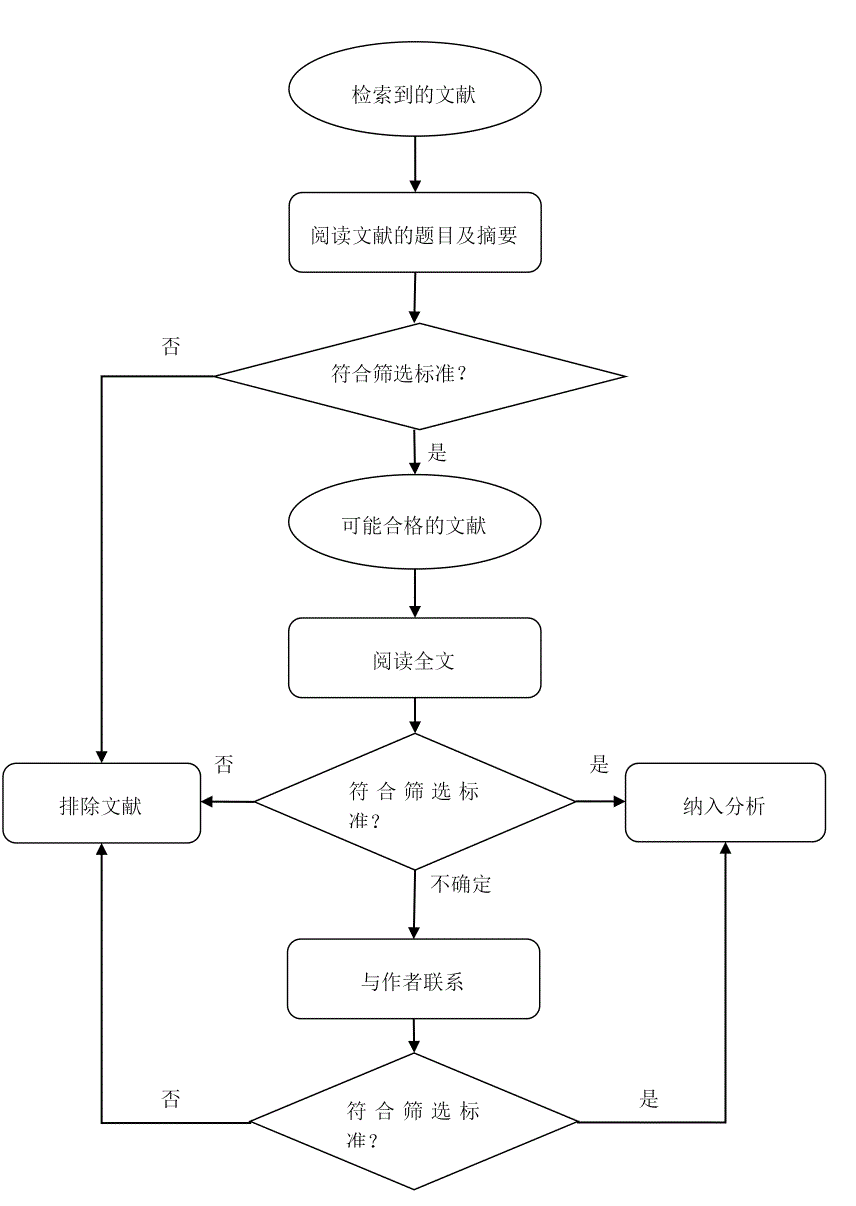 检索到的文献
阅读文献的题目及摘要
否
符合筛选标准？
是
可能合格的文献
阅读全文
否
是
排除文献
符合筛选标
准？
纳入分析
不确定
与作者联系
否
是
符合筛选标
准？